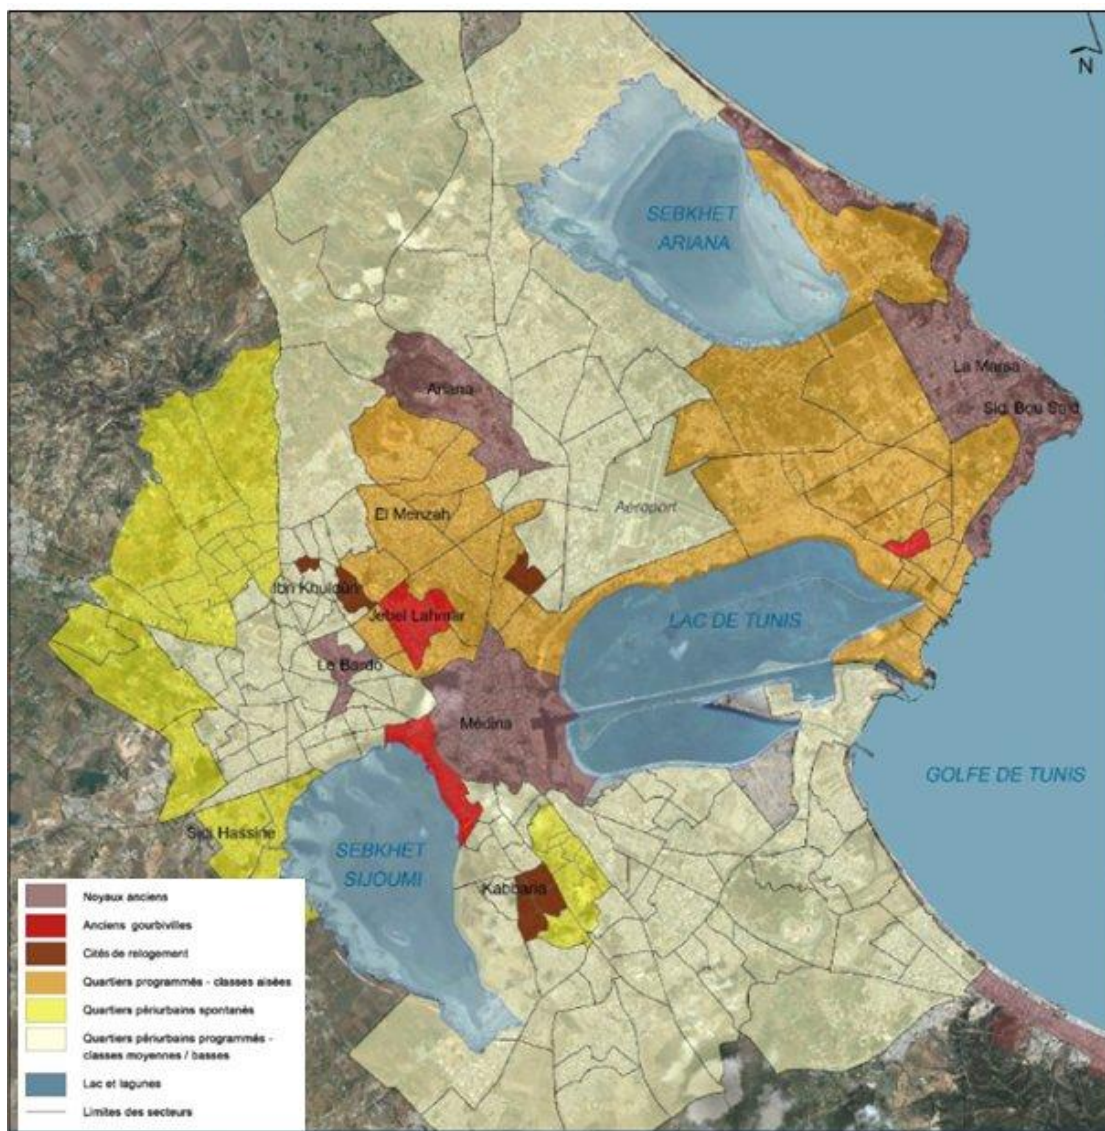 N
SEBKHET
ARIANA
La Marsa
Sidi Bou Saïd
Ariana
El Menzah
Aéroport
Ibn Khuldùn
Jebel Lahmar
LAC DE TUNIS
Le Bardo
Médina
GOLFE DE TUNIS
Sidi Hassine
SEBKHET
SIJOUMI
Kabbaria
Noyaux anciens
Anciens gourbivilles
Cités de relogement
Quartiers programmés - classes aisées
Quartiers périurbains spontanés
Quartiers périurbains programmés -
classes moyennes / basses
Lac et lagunes
Limites des secteurs